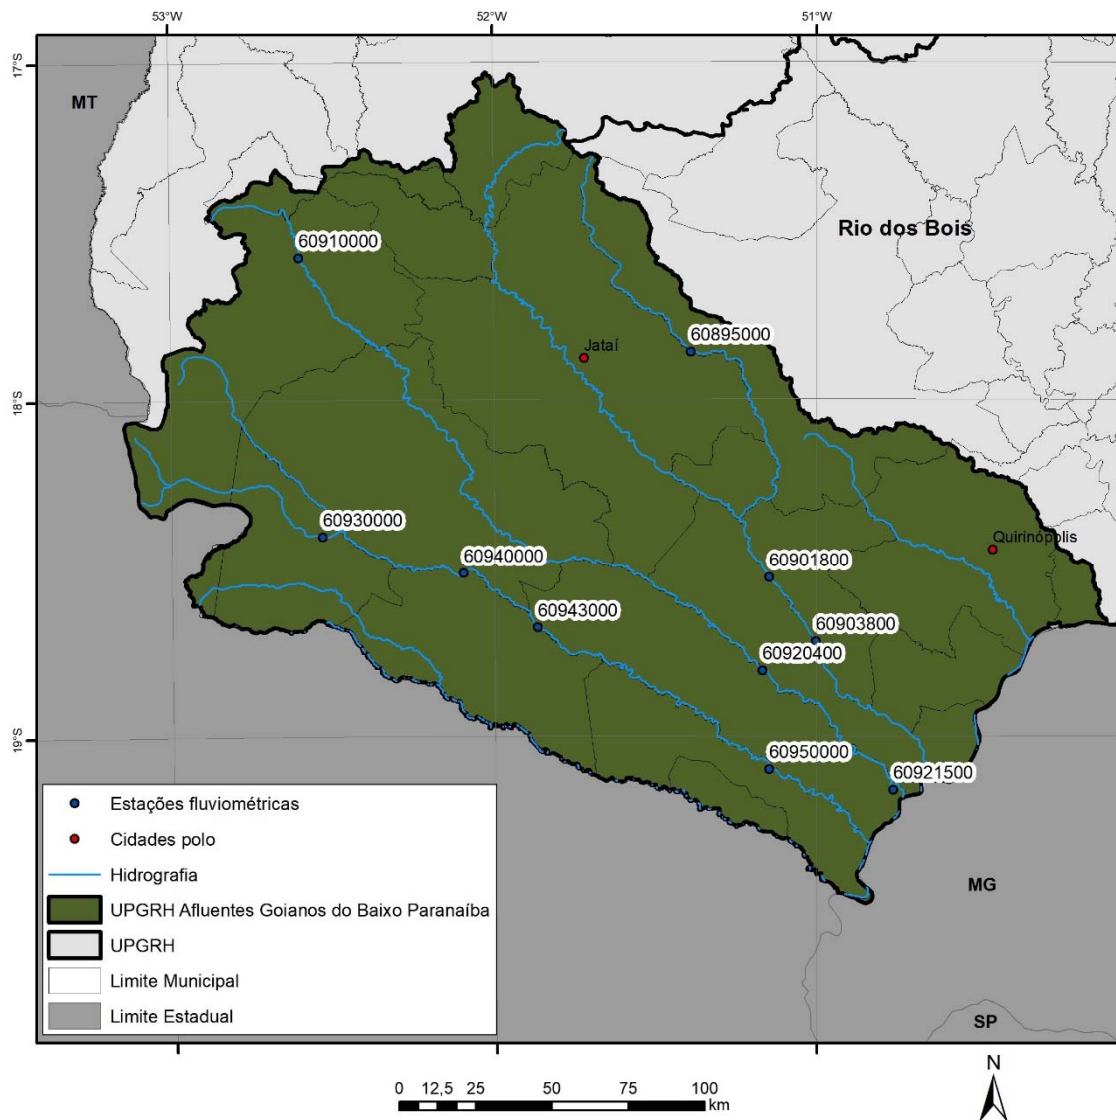 53°W
52°W
51°W
17°S
MT
Rio dos Bois
60910000
60895000
Jataí
18°S
60930000
Quirinópolis
60940000
60901800
60943000
60903800
60920400
19°S
60950000
60921500
Estações fluviométricas
Cidades polo
Hidrografia
UPGRH Afluentes Goianos do Baixo Paranaíba
UPGRH
Limite Municipal
Limite Estadual
MG
SP
0 12,5 25 50 75 100
km
N